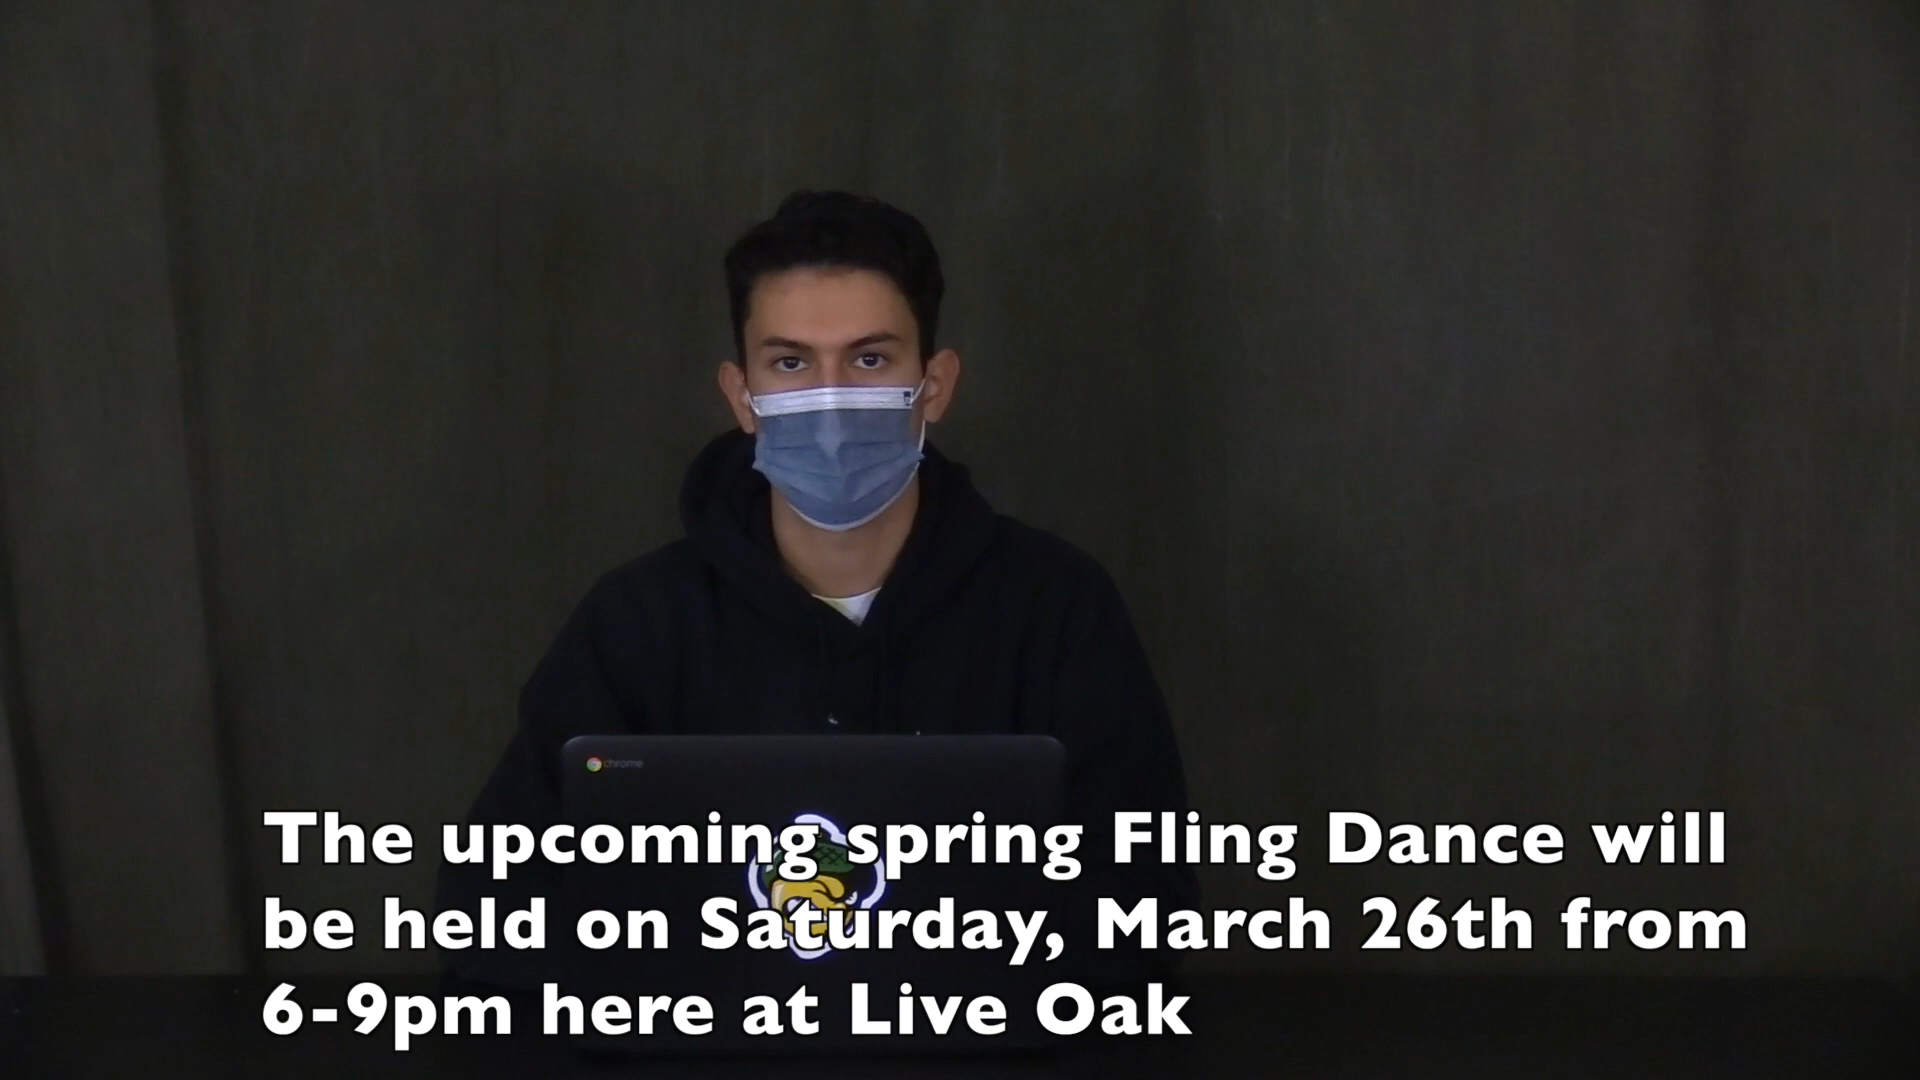 chrome
The upcoming spring Fling Dance will
be held on Saturday, March 26th from
6-9pm here at Live Oak